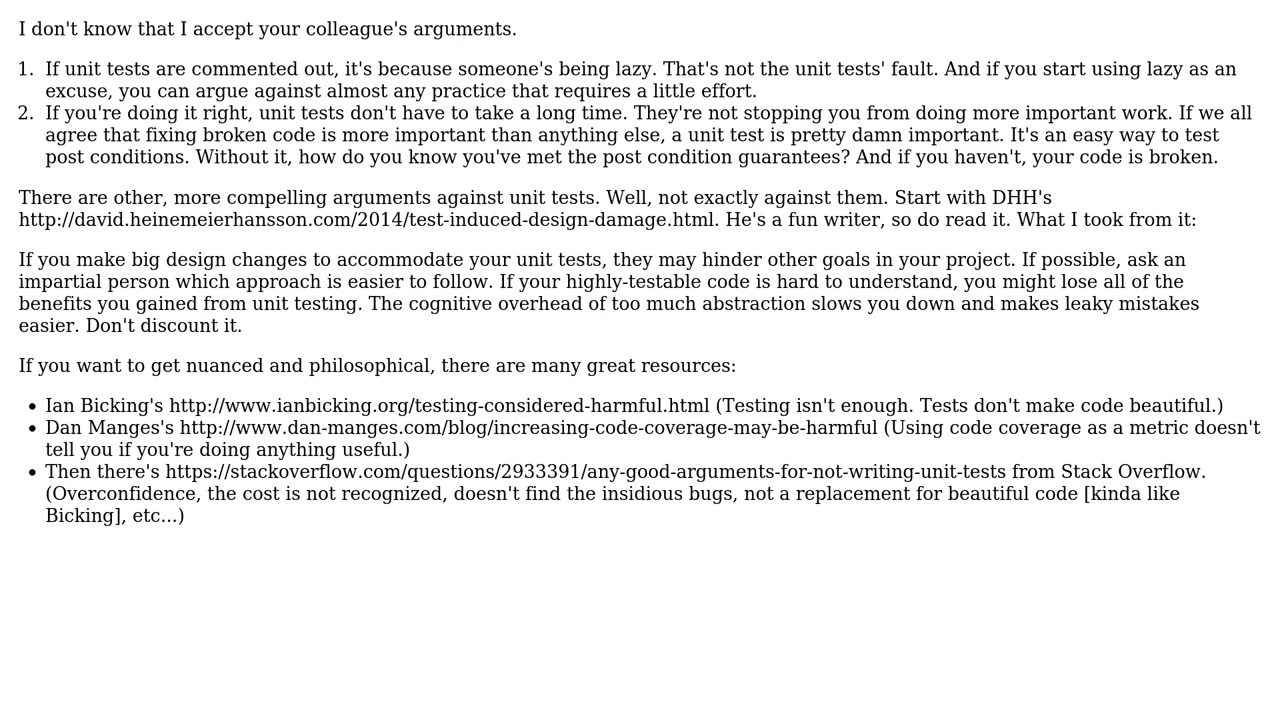 I don't know that I accept your colleague's arguments.
1. If unit tests are commented out, it's because someone's being lazy. That's not the unit tests' fault. And if you start using lazy as an
excuse, you can argue against almost any practice that requires a little effort.
2. If you're doing it right, unit tests don't have to take a long time. They're not stopping you from doing more important work. If we all
agree that fixing broken code is more important than anything else, a unit test is pretty damn important. It's an easy way to test
post conditions. Without it, how do you know you've met the post condition guarantees? And if you haven't, your code is broken.
There are other, more compelling arguments against unit tests. Well, not exactly against them. Start with DHH's
http://david.heinemeierhansson.com/2014/test-induced-design-damage.html. He's a fun writer, so do read it. What I took from it:
If you make big design changes to accommodate your unit tests, they may hinder other goals in your project. If possible, ask an
impartial person which approach is easier to follow. If your highly-testable code is hard to understand, you might lose all of the
benefits you gained from unit testing. The cognitive overhead of too much abstraction slows you down and makes leaky mistakes
easier. Don't discount it.
If you want to get nuanced and philosophical, there are many great resources:
• Ian Bicking's http://www.ianbicking.org/testing-considered-harmful.html (Testing isn't enough. Tests don't make code beautiful.)
• Dan Manges's http://www.dan-manges.com/blog/increasing-code-coverage-may-be-harmful (Using code coverage as a metric doesn't
tell you if you're doing anything useful.)
• Then there's https://stackoverflow.com/questions/2933391/any-good-arguments-for-not-writing-unit-tests from Stack Overflow.
(Overconfidence, the cost is not recognized, doesn't find the insidious bugs, not a replacement for beautiful code [kinda like
Bicking], etc...)